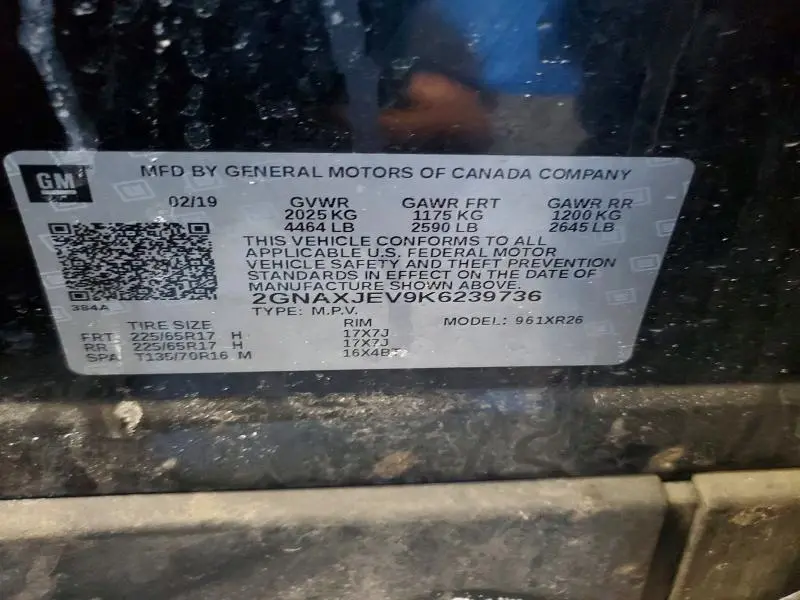 GM
MFD BY GENERAL MOTORS OF CANADA COMPANY
02/19 GVWR GAWR FRT GAWR RR
2025 KG 1175 KG 1200 KG
4464 LB 2590 LB 2645 LB
THIS VEHICLE CONFORMS TO ALL
APPLICABLE U.S. FEDERAL MOTOR
VEHICLE SAFETY AND THEFT PREVENTION
STANDARDS IN EFFECT ON THE DATE OF
MANUFACTURE SHOWN ABOVE.
384A
2GNAXJEV9K6239736
TYPE: M.P.V. MODEL: 961XR26
TIRE SIZE RIM
FRT 225/65R17 H 17X7J
RR 225/65R17 H 17X7J
SPA T135/70R16 M 16X4BT